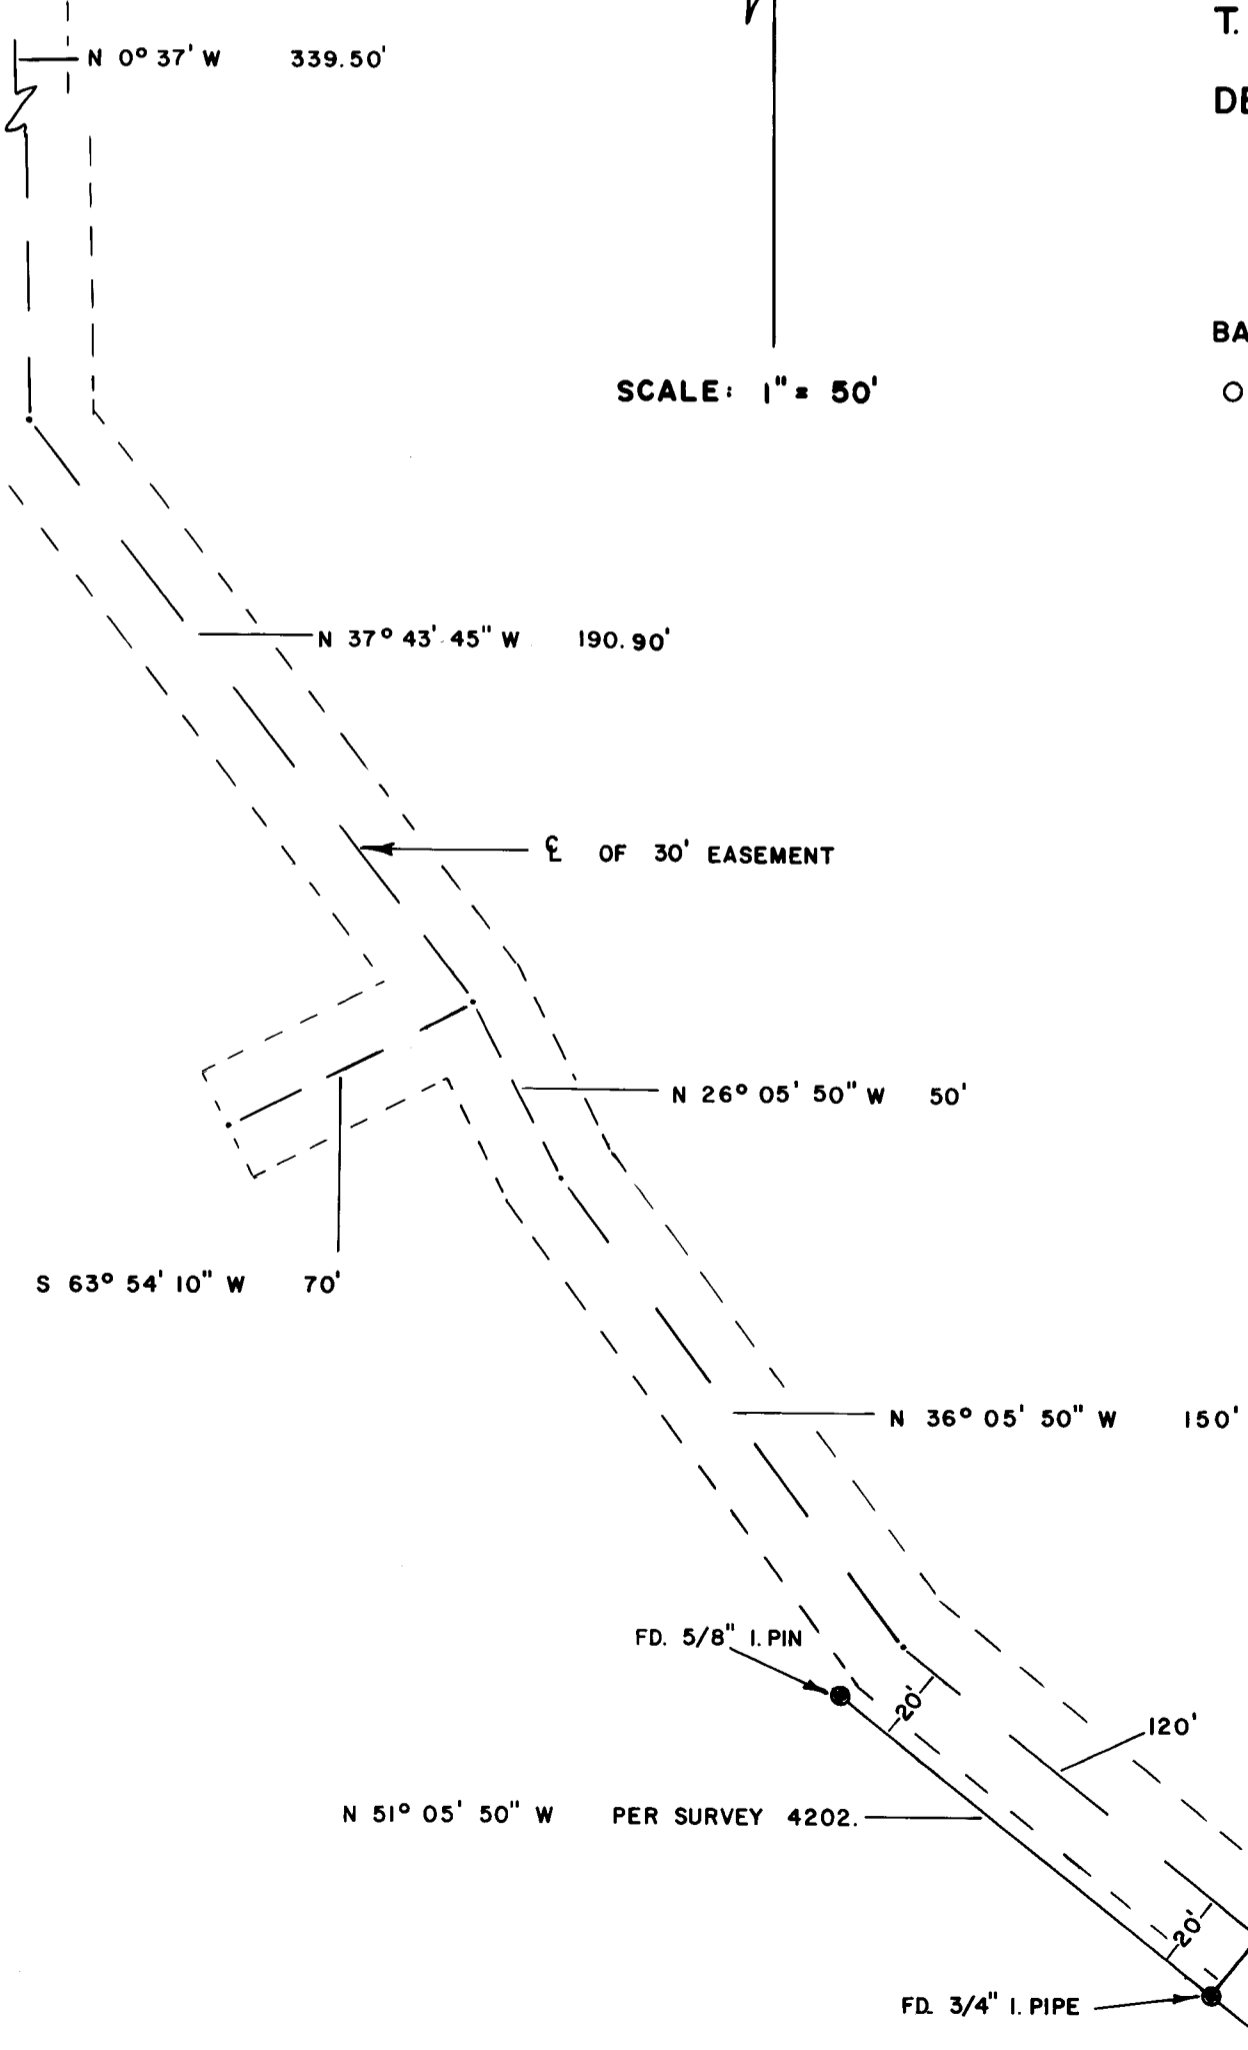 T.
N 0° 37' W 339.50'
DE
BA
SCALE: 1" = 50'
N 37° 43' 45" W 190.90'
℄ OF 30' EASEMENT
N 26° 05' 50" W 50'
S 63° 54' 10" W 70'
N 36° 05' 50" W 150'
FD. 5/8" I. PIN
20'
120'
N 51° 05' 50" W PER SURVEY 4202.
20'
FD. 3/4" I. PIPE